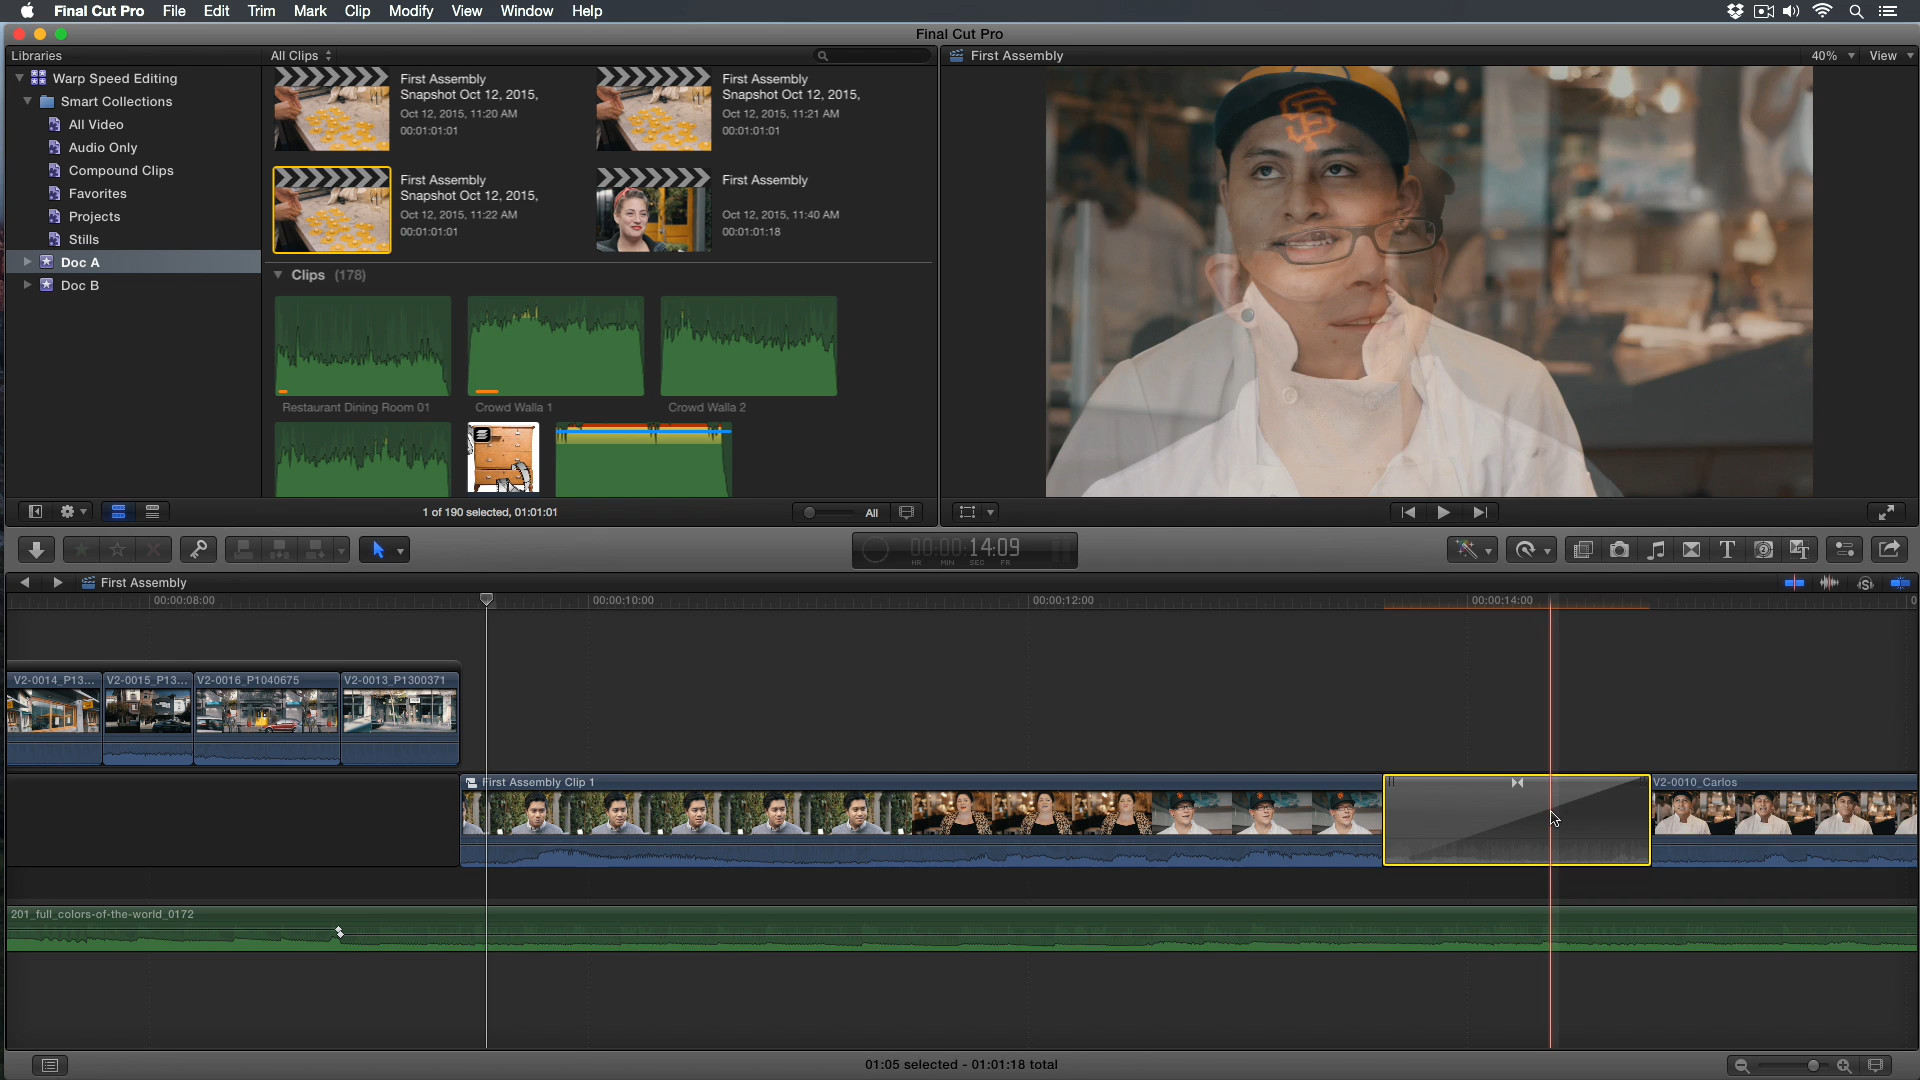 Final Cut Pro File Edit Trim Mark Clip Modify View Window Help
Final Cut Pro
Libraries
All Clips
First Assembly
40%
View
Warp Speed Editing
Smart Collections
All Video
Audio Only
Compound Clips
Favorites
Projects
Stills
Doc A
Doc B
First Assembly
Snapshot Oct 12, 2015,
Oct 12, 2015, 11:20 AM
00:01:01:01
First Assembly
Snapshot Oct 12, 2015,
Oct 12, 2015, 11:21 AM
00:01:01:01
First Assembly
Snapshot Oct 12, 2015,
Oct 12, 2015, 11:22 AM
00:01:01:01
First Assembly
Oct 12, 2015, 11:40 AM
00:01:01:18
Clips (178)
Restaurant Dining Room 01
Crowd Walla 1
Crowd Walla 2
SF
1 of 190 selected, 01:01:01
All
00:00:14:09
HR MIN SEC FR
First Assembly
00:00:08:00
00:00:10:00
00:00:12:00
00:00:14:00
0
V2-0014_P13...
V2-0015_P13...
V2-0016_P1040675
V2-0013_P1300371
First Assembly Clip 1
V2-0010_Carlos
201_full_colors-of-the-world_0172
01:05 selected - 01:01:18 total